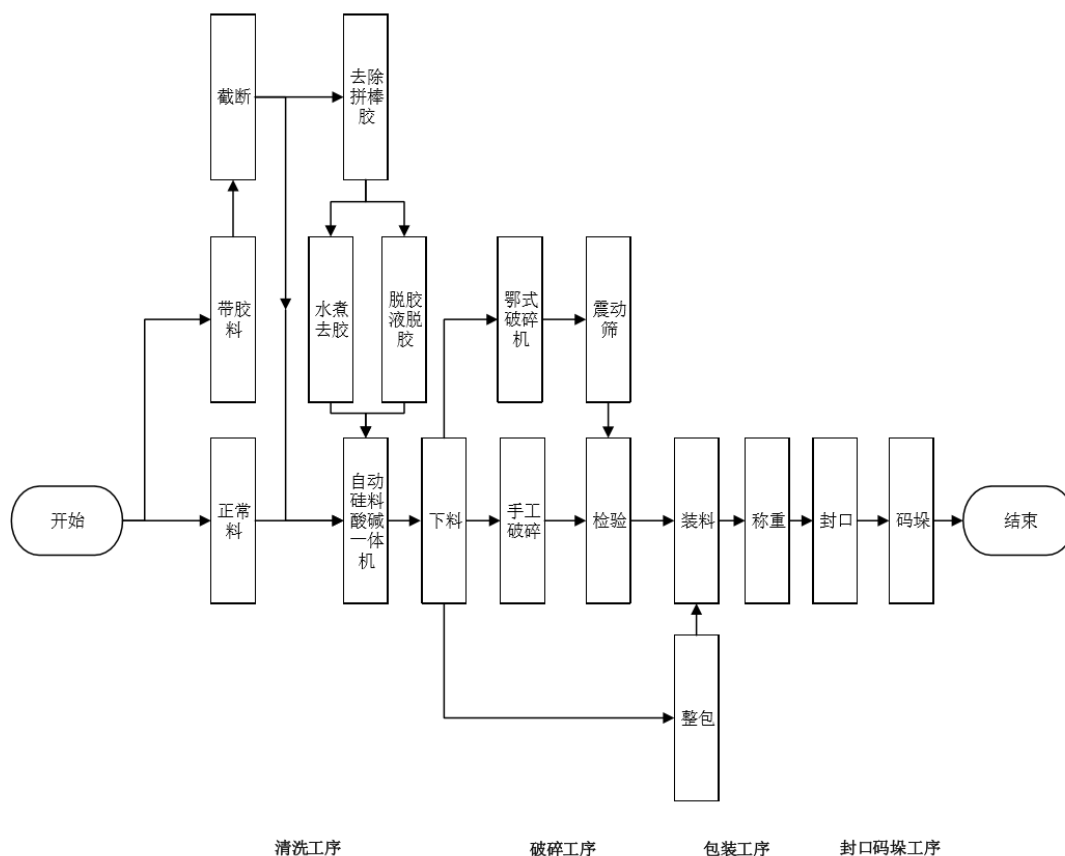 截断
去除
拼棒
胶
带胶
料
水煮
去胶
脱胶
液脱
胶
鄂式
破碎
机
震动
筛
开始
正常
料
自动
硅料
酸碱
一体
机
下料
手工
破碎
检验
装料
称重
封口
码垛
结束
整包
清洗工序
破碎工序
包装工序
封口码垛工序